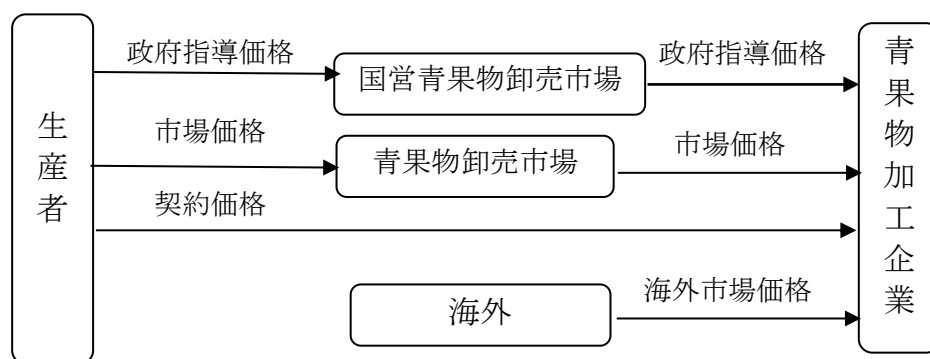 生産者
政府指導価格
国営青果物卸売市場
政府指導価格
市場価格
青果物卸売市場
市場価格
契約価格
海外
海外市場価格
青果物加工企業